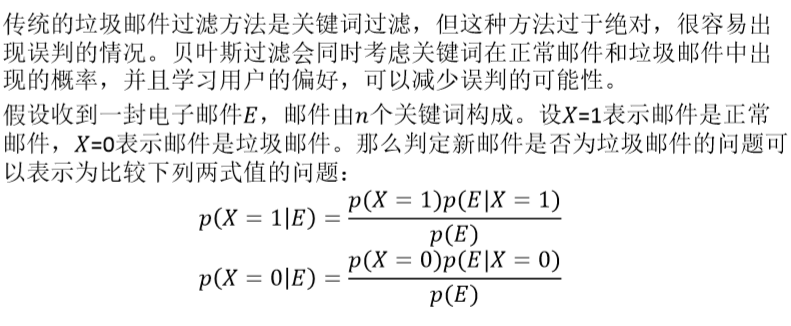 传统的垃圾邮件过滤方法是关键词过滤，但这种方法过于绝对，很容易出
现误判的情况。贝叶斯过滤会同时考虑关键词在正常邮件和垃圾邮件中出
现的概率，并且学习用户的偏好，可以减少误判的可能性。
假设收到一封电子邮件E，邮件由n个关键词构成。设X=1表示邮件是正常
邮件，X=0表示邮件是垃圾邮件。那么判定新邮件是否为垃圾邮件的问题可
以表示为比较下列两式值的问题：
p(X = 1|E) = p(X = 1)p(E|X = 1) / p(E)
p(X = 0|E) = p(X = 0)p(E|X = 0) / p(E)